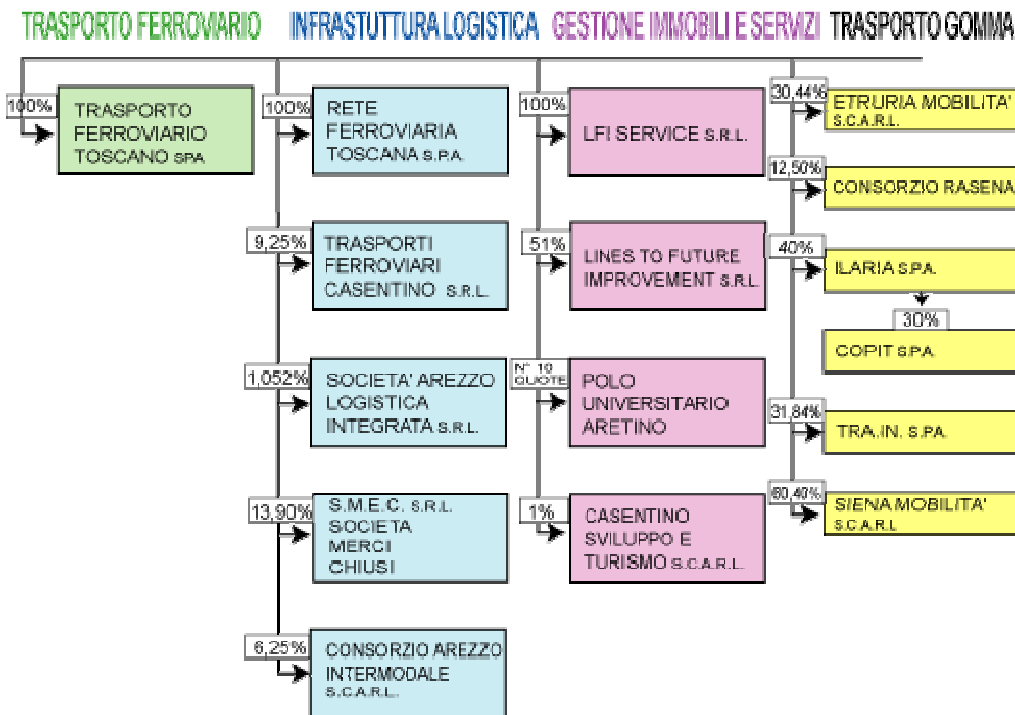 TRASPORTO FERROVIARIO
INFRASTUTTURA LOGISTICA
GESTIONE IMMOBILI E SERVIZI
TRASPORTO GOMMA
100%
TRASPORTO
FERROVIARIO
TOSCANO SPA
100%
RETE
FERROVIARIA
TOSCANA S.P.A.
9,25%
TRASPORTI
FERROVIARI
CASENTINO S.R.L.
1,052%
SOCIETA' AREZZO
LOGISTICA
INTEGRATA S.R.L.
13,90%
S.M.E.C. S.R.L.
SOCIETA
MERCI
CHIUSI
6,25%
CONSORZIO AREZZO
INTERMODALE
S.C.A.R.L.
100%
LFI SERVICE S.R.L.
51%
LINES TO FUTURE
IMPROVEMENT S.R.L.
N° 10
QUOTE
POLO
UNIVERSITARIO
ARETINO
1%
CASENTINO
SVILUPPO E
TURISMO S.C.A.R.L.
30,44%
ETRURIA MOBILITA'
S.C.A.R.L.
12,50%
CONSORZIO RASENA
40%
ILARIA S.PA.
30%
COPIT S.PA
31,84%
TRA.IN. S.PA.
60,40%
SIENA MOBILITA'
S.C.A.R.L